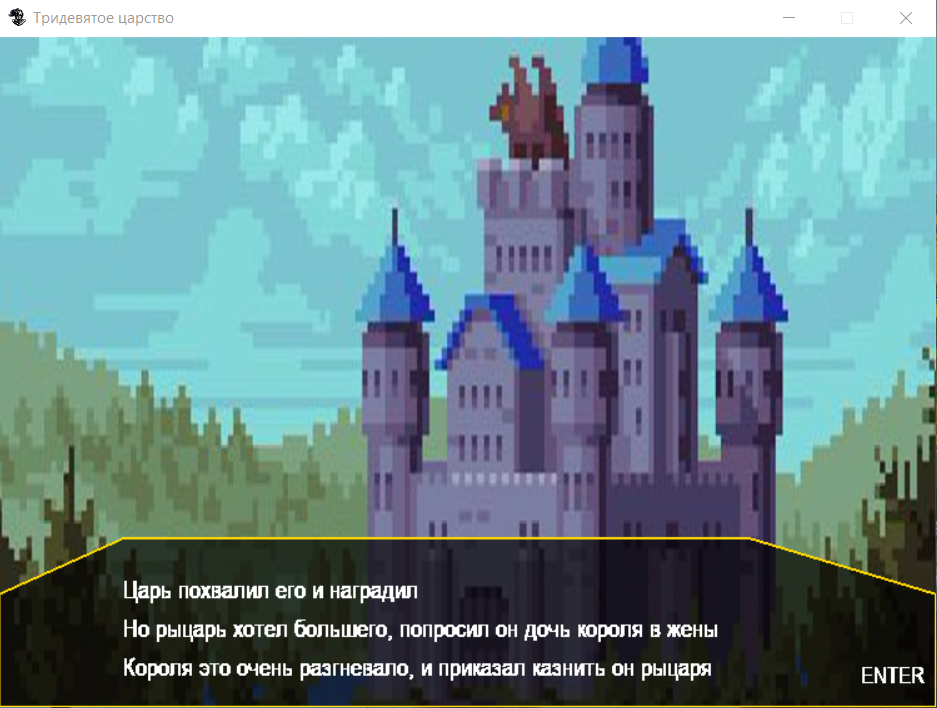 Тридевятое царство
Царь похвалил его и наградил
Но рыцарь хотел большего, попросил он дочь короля в жены
Короля это очень разгневало, и приказал казнить он рыцаря
ENTER